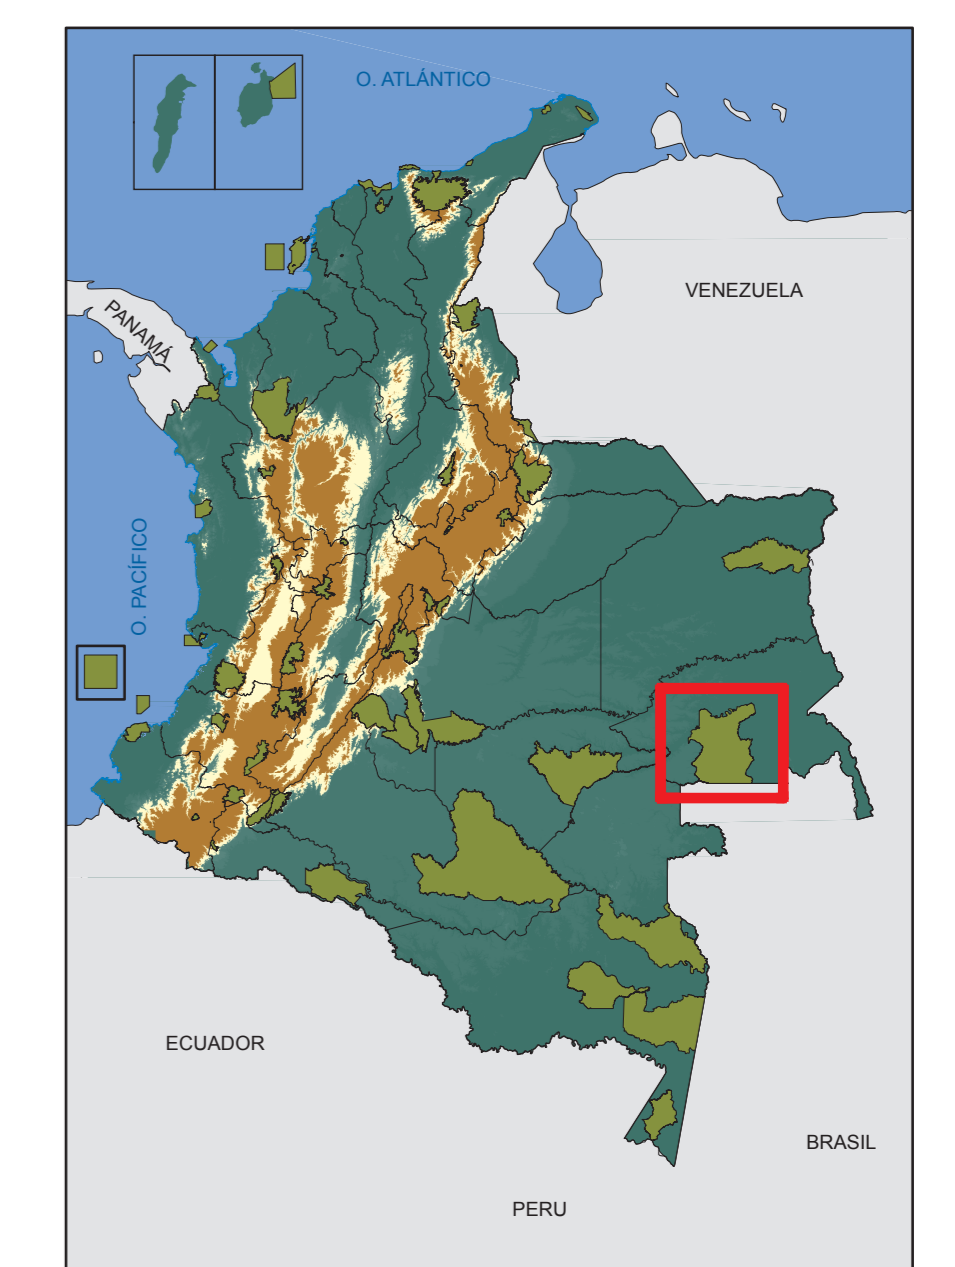 O. ATLÁNTICO
VENEZUELA
PANAMÁ
O. PACÍFICO
ECUADOR
BRASIL
PERU